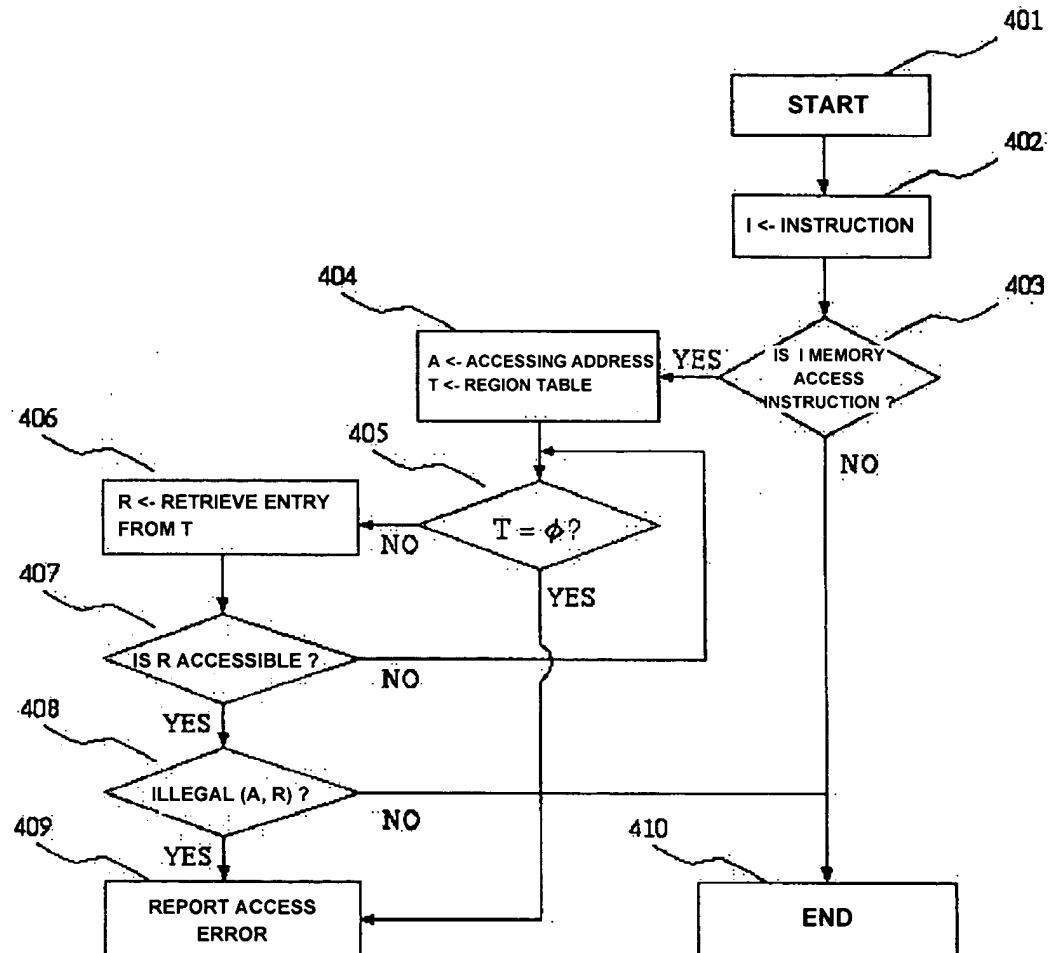 401
START
402
I <- INSTRUCTION
403
IS I MEMORY
ACCESS
INSTRUCTION ?
YES
NO
404
A <- ACCESSING ADDRESS
T <- REGION TABLE
405
T = ϕ?
NO
YES
406
R <- RETRIEVE ENTRY
FROM T
407
IS R ACCESSIBLE ?
NO
YES
408
ILLEGAL (A, R) ?
NO
YES
409
REPORT ACCESS
ERROR
410
END